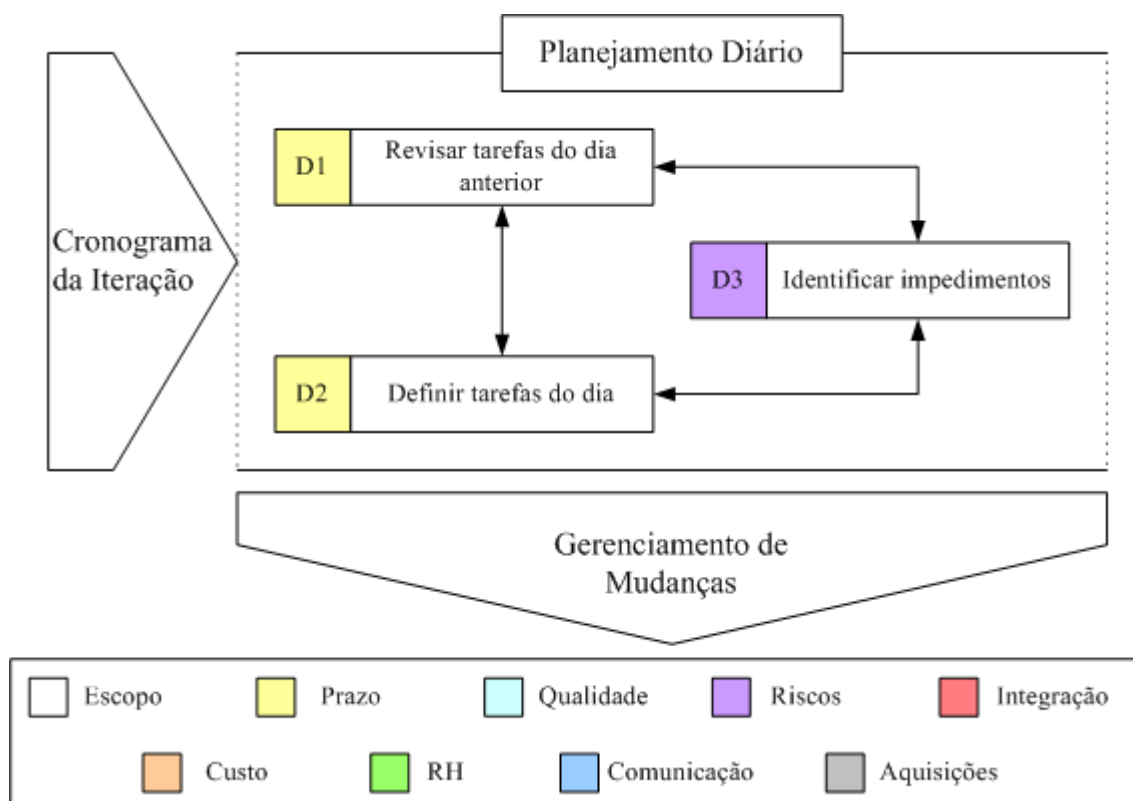 Planejamento Diário
D1
Revisar tarefas do dia
anterior
Cronograma
da Iteração
D3
Identificar impedimentos
D2
Definir tarefas do dia
Gerenciamento de
Mudanças
Escopo
Prazo
Qualidade
Riscos
Integração
Custo
RH
Comunicação
Aquisições